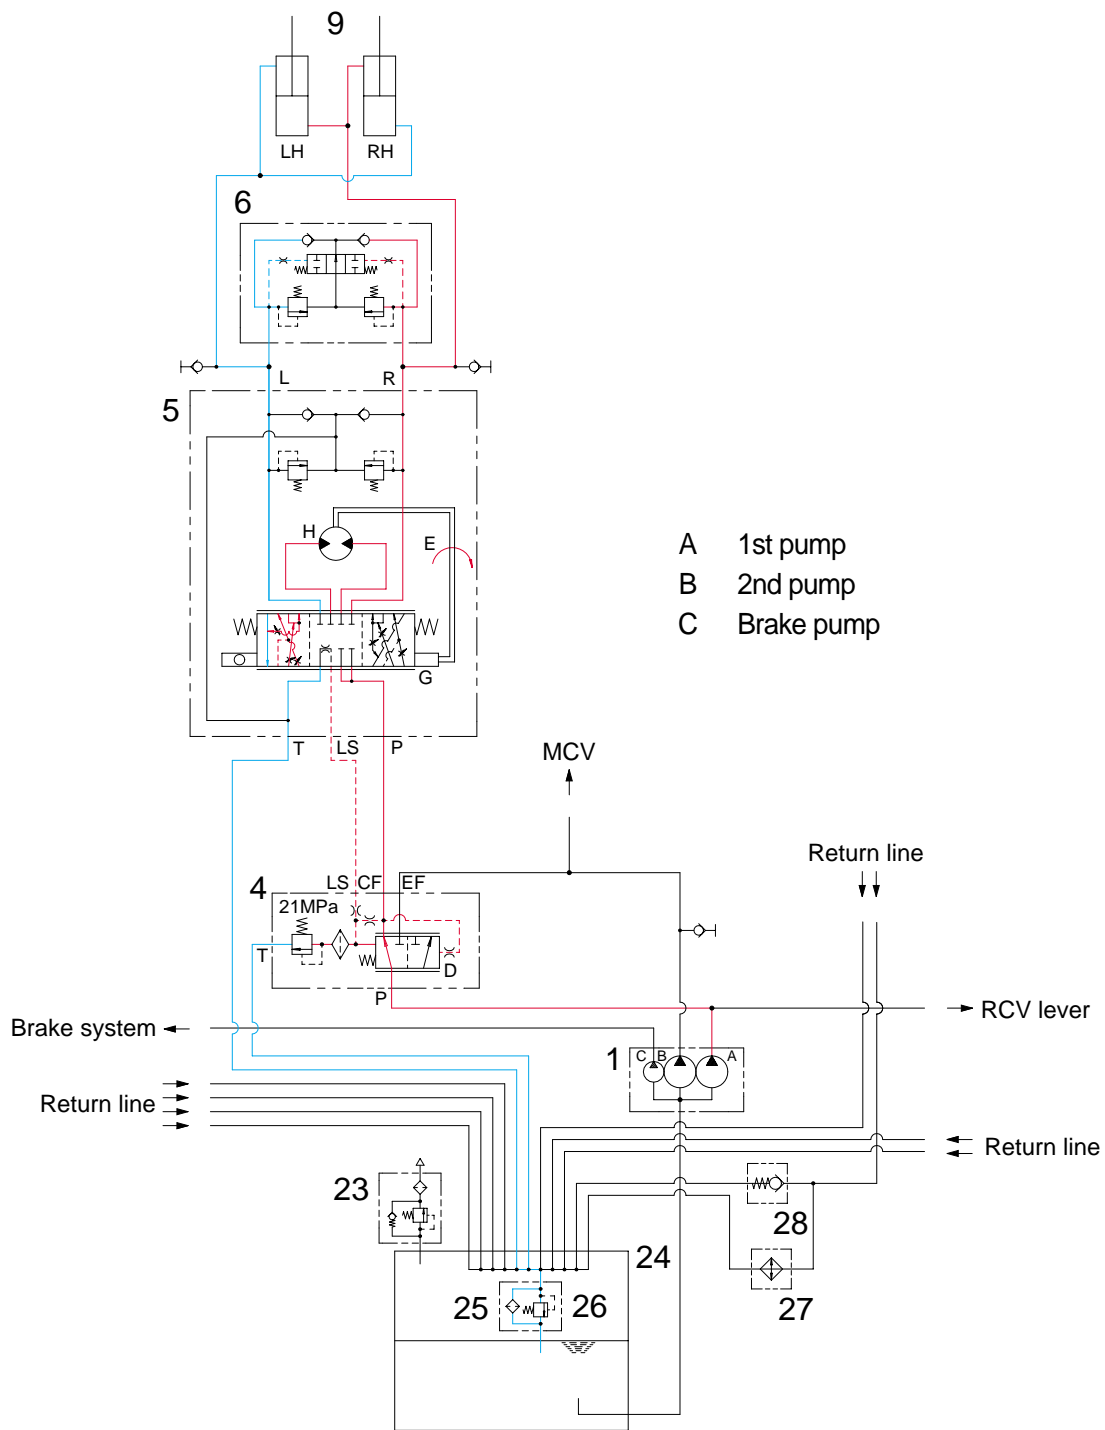 9
LH RH
6
L R
5
H
E
A 1st pump
B 2nd pump
C Brake pump
G
T LS P
MCV
Return line
LS CF EF
4
21MPa
T
D
P
RCV lever
Brake system
1 C B A
Return line
Return line
23
28
24
25 26
27